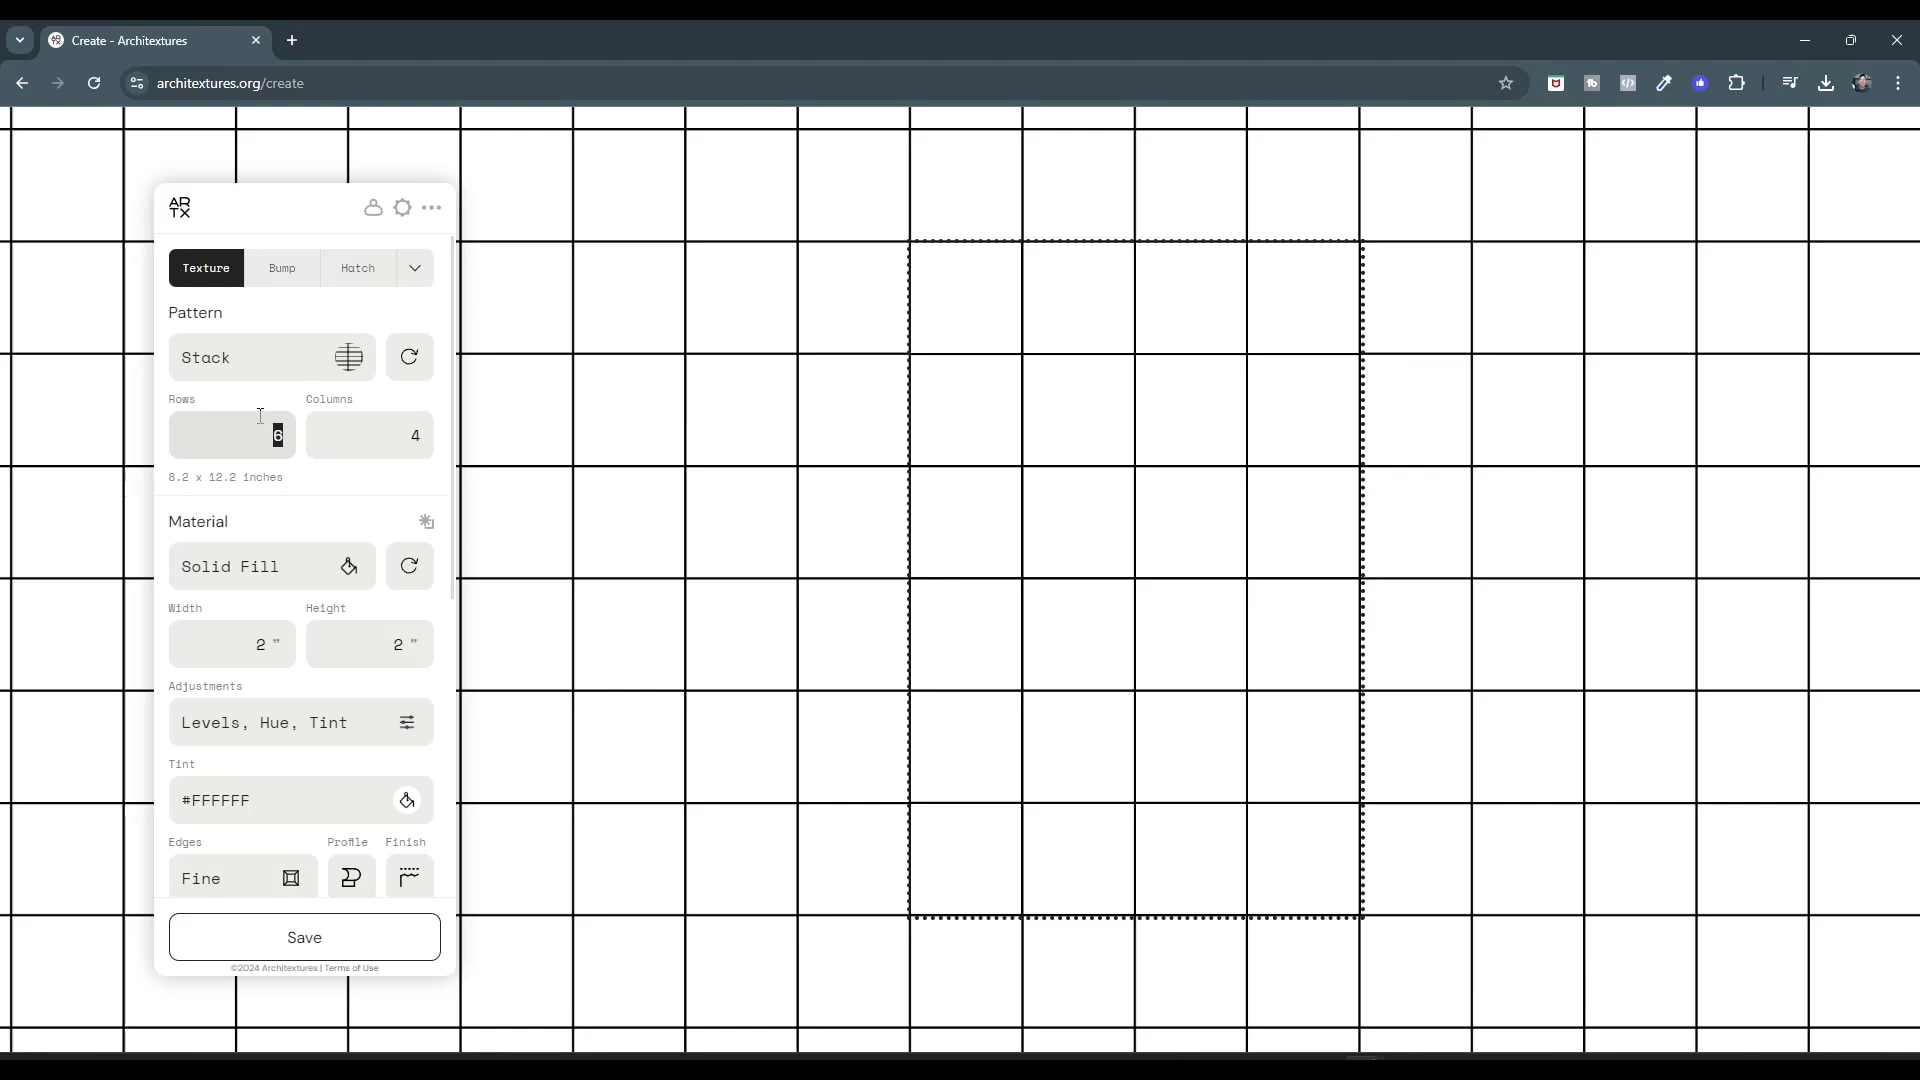 Create - Architextures
architextures.org/create
AR
TX
Texture Bump Hatch
Pattern
Stack
Rows Columns
6 4
8.2 x 12.2 inches
Material
Solid Fill
Width Height
2 " 2 "
Adjustments
Levels, Hue, Tint
Tint
#FFFFFF
Edges Profile Finish
Fine
Save
©2024 Architextures | Terms of Use